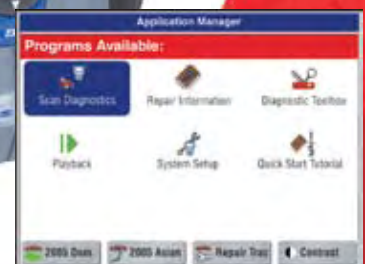 Application Manager
Programs Available:
Scan Diagnostics
Repair Information
Diagnostic Toolbox
Playback
System Setup
Quick Start Tutorial
2005 Dom.
2005 Asian
Repair Trac
Contrast